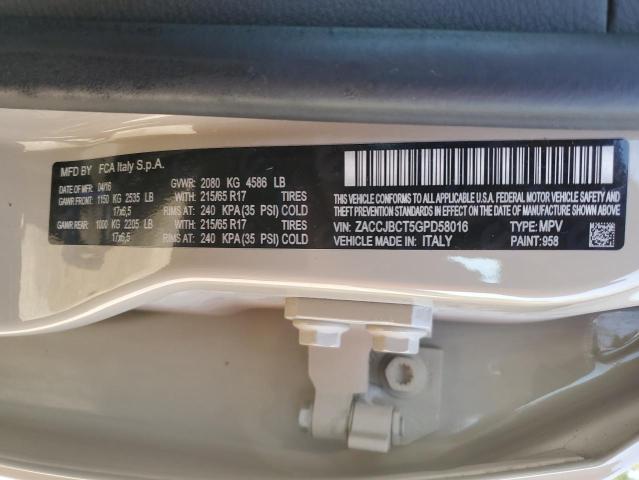 MFD BY FCA Italy S.p.A.
DATE OF MFR 04/16 GVWR: 2080 KG 4586 LB
GAWR FRONT: 1150 KG 2535 LB WITH: 215/65 R17 TIRES
17x6,5 RIMS AT: 240 KPA (35 PSI) COLD
GAWR REAR: 1000 KG 2205 LB WITH: 215/65 R17 TIRES
17x6,5 RIMS AT: 240 KPA (35 PSI) COLD
THIS VEHICLE CONFORMS TO ALL APPLICABLE U.S.A. FEDERAL MOTOR VEHICLE SAFETY
AND THEFT PREVENTION STANDARDS IN EFFECT ON THE DATE OF MANUFACTURE SHOWN ABOVE.
VIN: ZACCJBCT5GPD58016 TYPE: MPV
VEHICLE MADE IN: ITALY PAINT: 958